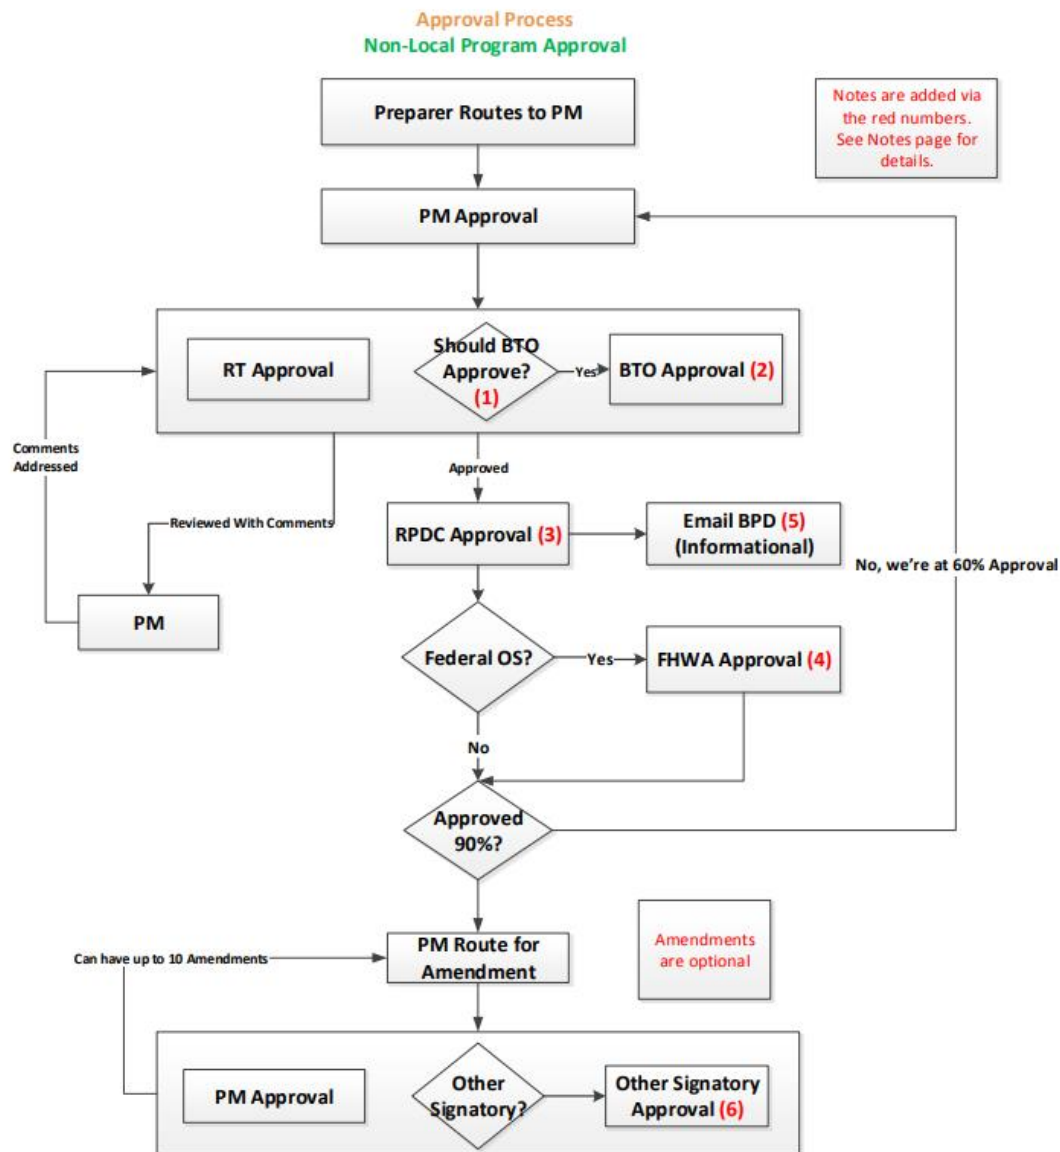 Approval Process
Non-Local Program Approval
Preparer Routes to PM
Notes are added via
the red numbers.
See Notes page for
details.
PM Approval
RT Approval
Should BTO
Approve?
(1)
Yes
BTO Approval (2)
Comments
Addressed
Approved
Reviewed With Comments
RPDC Approval (3)
Email BPD (5)
(Informational)
No, we're at 60% Approval
PM
Federal OS?
Yes
FHWA Approval (4)
No
Approved
90%?
Can have up to 10 Amendments
PM Route for
Amendment
Amendments
are optional
PM Approval
Other
Signatory?
Other Signatory
Approval (6)